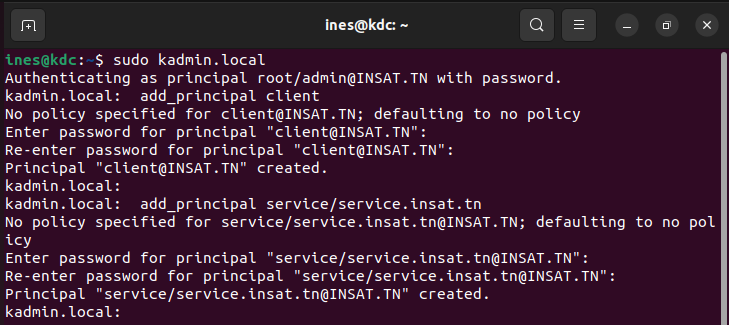 ines@kdc: ~
ines@kdc:~$ sudo kadmin.local
Authenticating as principal root/admin@INSAT.TN with password.
kadmin.local:  add_principal client
No policy specified for client@INSAT.TN; defaulting to no policy
Enter password for principal "client@INSAT.TN":
Re-enter password for principal "client@INSAT.TN":
Principal "client@INSAT.TN" created.
kadmin.local:
kadmin.local:  add_principal service/service.insat.tn
No policy specified for service/service.insat.tn@INSAT.TN; defaulting to no pol
icy
Enter password for principal "service/service.insat.tn@INSAT.TN":
Re-enter password for principal "service/service.insat.tn@INSAT.TN":
Principal "service/service.insat.tn@INSAT.TN" created.
kadmin.local: